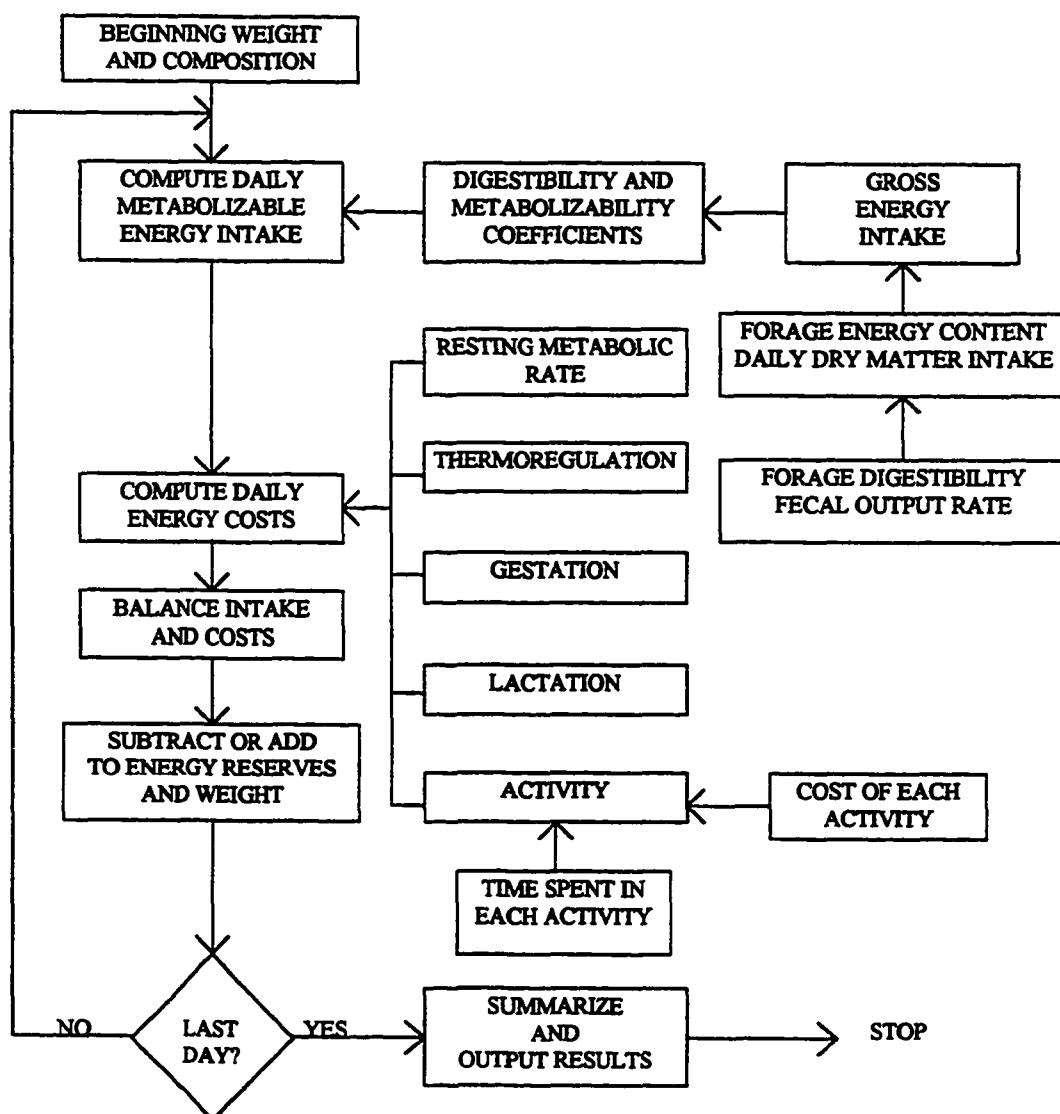 BEGINNING WEIGHT
AND COMPOSITION
COMPUTE DAILY
METABOLIZABLE
ENERGY INTAKE
DIGESTIBILITY AND
METABOLIZABILITY
COEFFICIENTS
GROSS
ENERGY
INTAKE
FORAGE ENERGY CONTENT
DAILY DRY MATTER INTAKE
FORAGE DIGESTIBILITY
FECAL OUTPUT RATE
RESTING METABOLIC
RATE
THERMOREGULATION
COMPUTE DAILY
ENERGY COSTS
GESTATION
BALANCE INTAKE
AND COSTS
LACTATION
SUBTRACT OR ADD
TO ENERGY RESERVES
AND WEIGHT
ACTIVITY
COST OF EACH
ACTIVITY
TIME SPENT IN
EACH ACTIVITY
NO
LAST
DAY?
YES
SUMMARIZE
AND
OUTPUT RESULTS
STOP